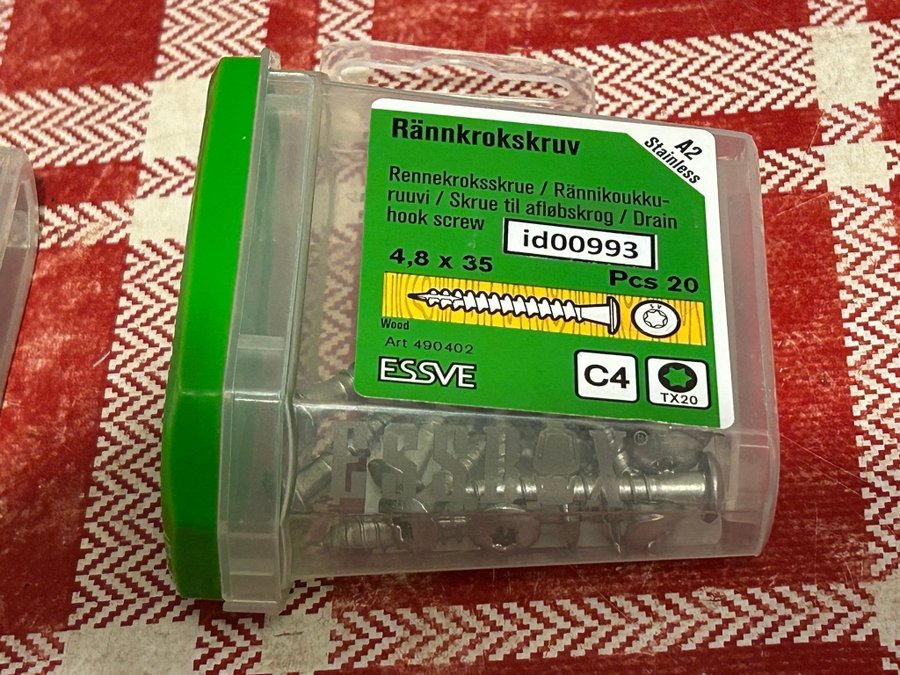 Rännkrokskruv
A2
Stainless
Rennekroksskrue / Rännikoukku-
ruuvi / Skrue til afløbskrog / Drain
hook screw
id00993
4,8 x 35
Pcs 20
Wood
Art 490402
ESSVE
C4
TX20
ESSBOX